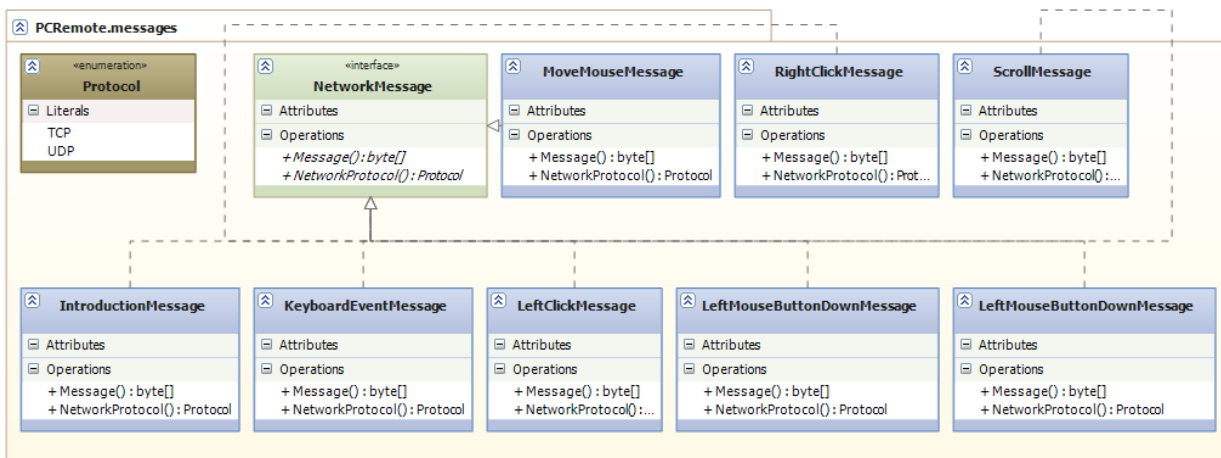 PCRemote.messages
«enumeration»
Protocol
Literals
TCP
UDP
«interface»
NetworkMessage
Attributes
Operations
+ Message() : byte[]
+ NetworkProtocol() : Protocol
MoveMouseMessage
Attributes
Operations
+ Message() : byte[]
+ NetworkProtocol() : Protocol
RightClickMessage
Attributes
Operations
+ Message() : byte[]
+ NetworkProtocol() : Prot...
ScrollMessage
Attributes
Operations
+ Message() : byte[]
+ NetworkProtocol() : ...
IntroductionMessage
Attributes
Operations
+ Message() : byte[]
+ NetworkProtocol() : Protocol
KeyboardEventMessage
Attributes
Operations
+ Message() : byte[]
+ NetworkProtocol() : Protocol
LeftClickMessage
Attributes
Operations
+ Message() : byte[]
+ NetworkProtocol() : ...
LeftMouseButtonDownMessage
Attributes
Operations
+ Message() : byte[]
+ NetworkProtocol() : Protocol
LeftMouseButtonDownMessage
Attributes
Operations
+ Message() : byte[]
+ NetworkProtocol() : Protocol